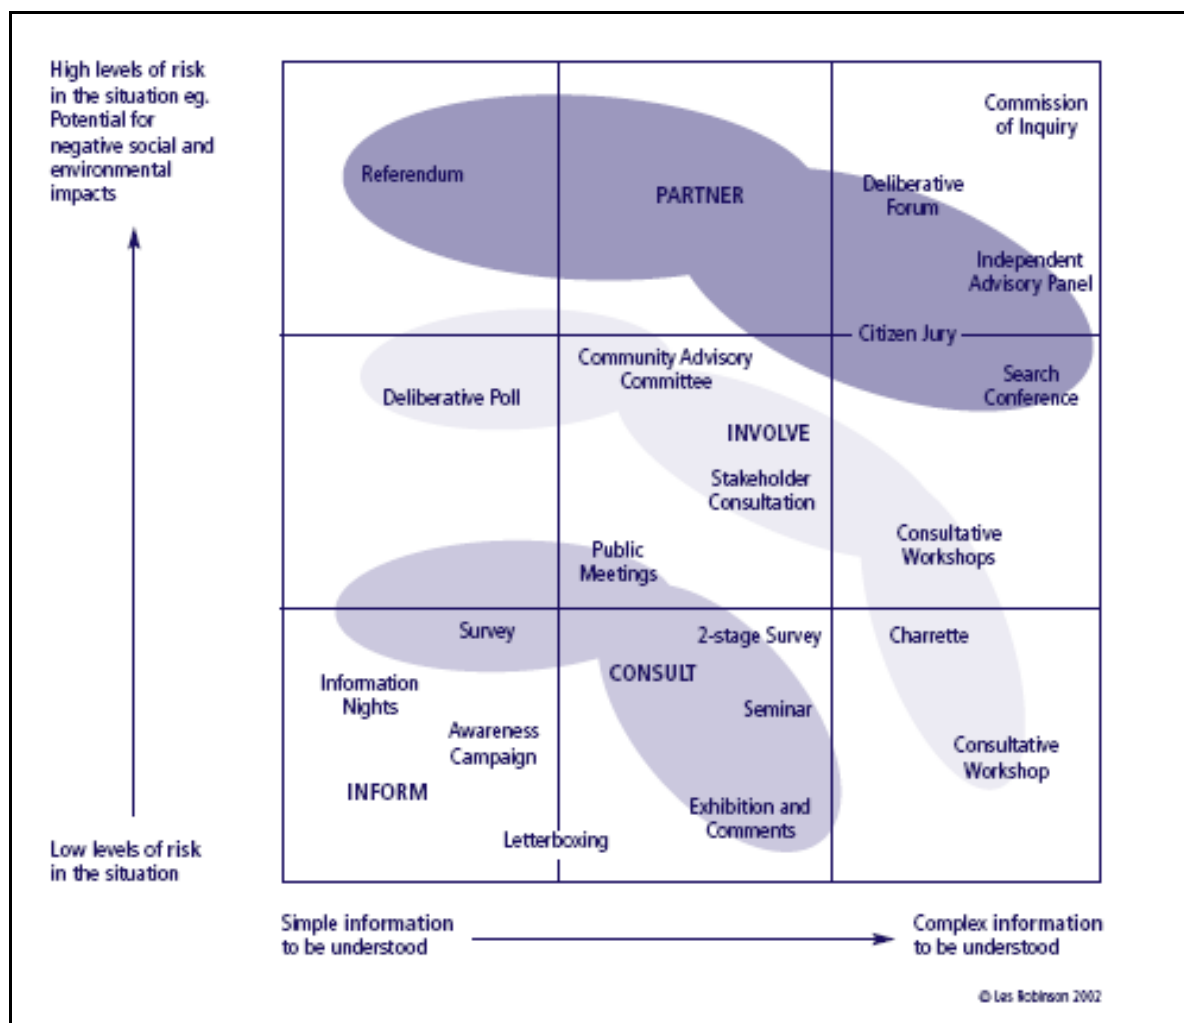 High levels of risk
in the situation eg.
Potential for
negative social and
environmental
impacts
Commission
of Inquiry
Referendum
PARTNER
Deliberative
Forum
Independent
Advisory Panel
Citizen Jury
Community Advisory
Committee
Search
Conference
Deliberative Poll
INVOLVE
Stakeholder
Consultation
Consultative
Workshops
Public
Meetings
Survey
2-stage Survey
Charrette
CONSULT
Information
Nights
Seminar
Awareness
Campaign
Consultative
Workshop
INFORM
Exhibition and
Comments
Letterboxing
Low levels of risk
in the situation
Simple information
to be understood
Complex information
to be understood
© Les Robinson 2002